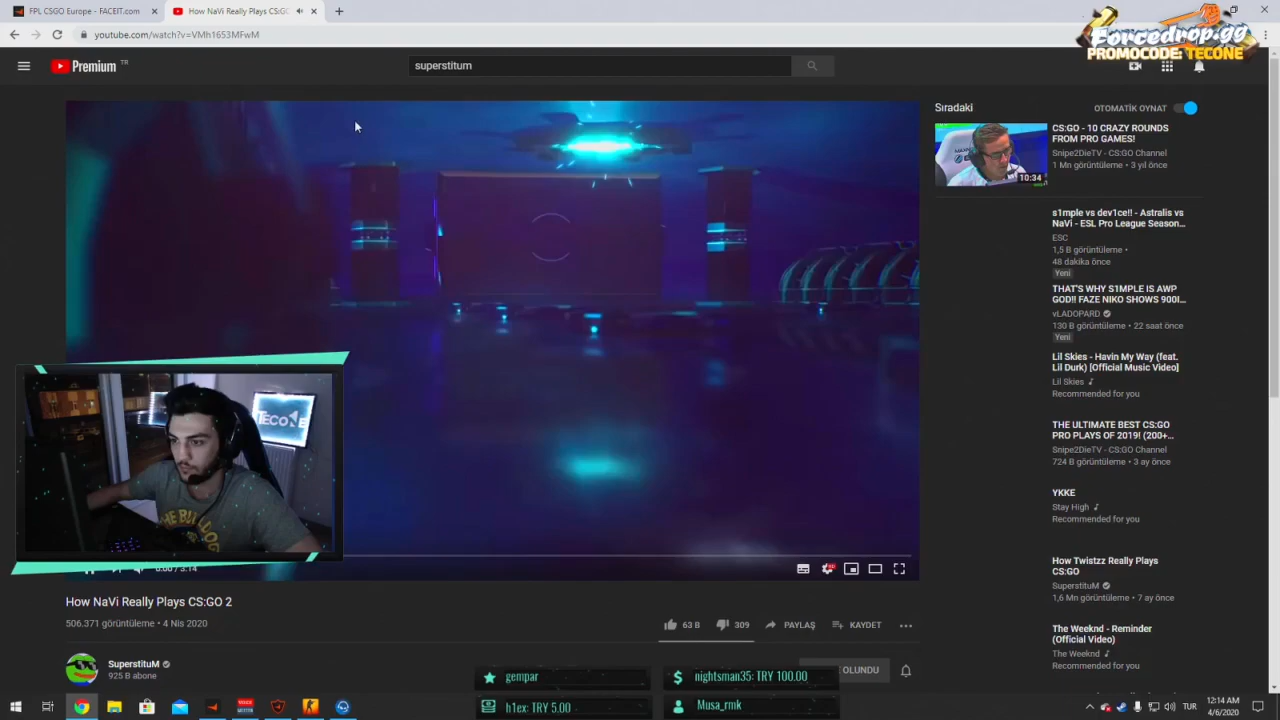 FPL CSGO Europe - FACEIT.com
How NaVi Really Plays CS:GO
youtube.com/watch?v=VMh1653MFwM
Forcedrop.gg
PROMOCODE: TECONE
Premium TR
superstitum
Sıradaki
OTOMATİK OYNAT
CS:GO - 10 CRAZY ROUNDS
FROM PRO GAMES!
Snipe2DieTV - CS:GO Channel
1 Mn görüntüleme • 3 yıl önce
10:34
s1mple vs dev1ce!! - Astralis vs
NaVi - ESL Pro League Season...
ESC
1,5 B görüntüleme •
48 dakika önce
Yeni
THAT'S WHY S1MPLE IS AWP
GOD!! FAZE NIKO SHOWS 900I...
vLADOPARD
130 B görüntüleme • 22 saat önce
Yeni
Lil Skies - Havin My Way (feat.
Lil Durk) [Official Music Video]
Lil Skies
Recommended for you
THE ULTIMATE BEST CS:GO
PRO PLAYS OF 2019! (200+...
Snipe2DieTV - CS:GO Channel
724 B görüntüleme • 3 ay önce
YKKE
Stay High
Recommended for you
How Twistzz Really Plays
CS:GO
SuperstituM
1,6 Mn görüntüleme • 7 ay önce
The Weeknd - Reminder
(Official Video)
The Weeknd
Recommended for you
TECONE
THE BULLDOG
0:00 / 3:14
How NaVi Really Plays CS:GO 2
506.371 görüntüleme • 4 Nis 2020
63 B
309
PAYLAŞ
KAYDET
SuperstituM
925 B abone
OLUNDU
gempar
nightsman35: TRY 100.00
h1ex: TRY 5.00
Musa_rmk
TUR
12:14 AM
4/6/2020